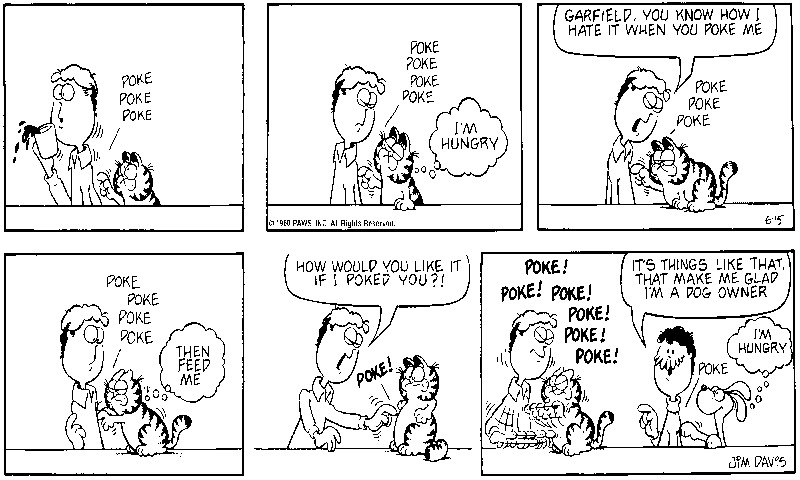 POKE
POKE
POKE
POKE
POKE
POKE
POKE
I'M
HUNGRY
© 1980 PAWS, INC. All Rights Reserved.
GARFIELD, YOU KNOW HOW I
HATE IT WHEN YOU POKE ME
POKE
POKE
POKE
6-15
POKE
POKE
POKE
POKE
THEN
FEED
ME
HOW WOULD YOU LIKE IT
IF I POKED YOU?!
POKE!
POKE!
POKE! POKE!
POKE!
POKE!
POKE!
IT'S THINGS LIKE THAT,
THAT MAKE ME GLAD
I'M A DOG OWNER
POKE
I'M
HUNGRY
JIM DAVIS